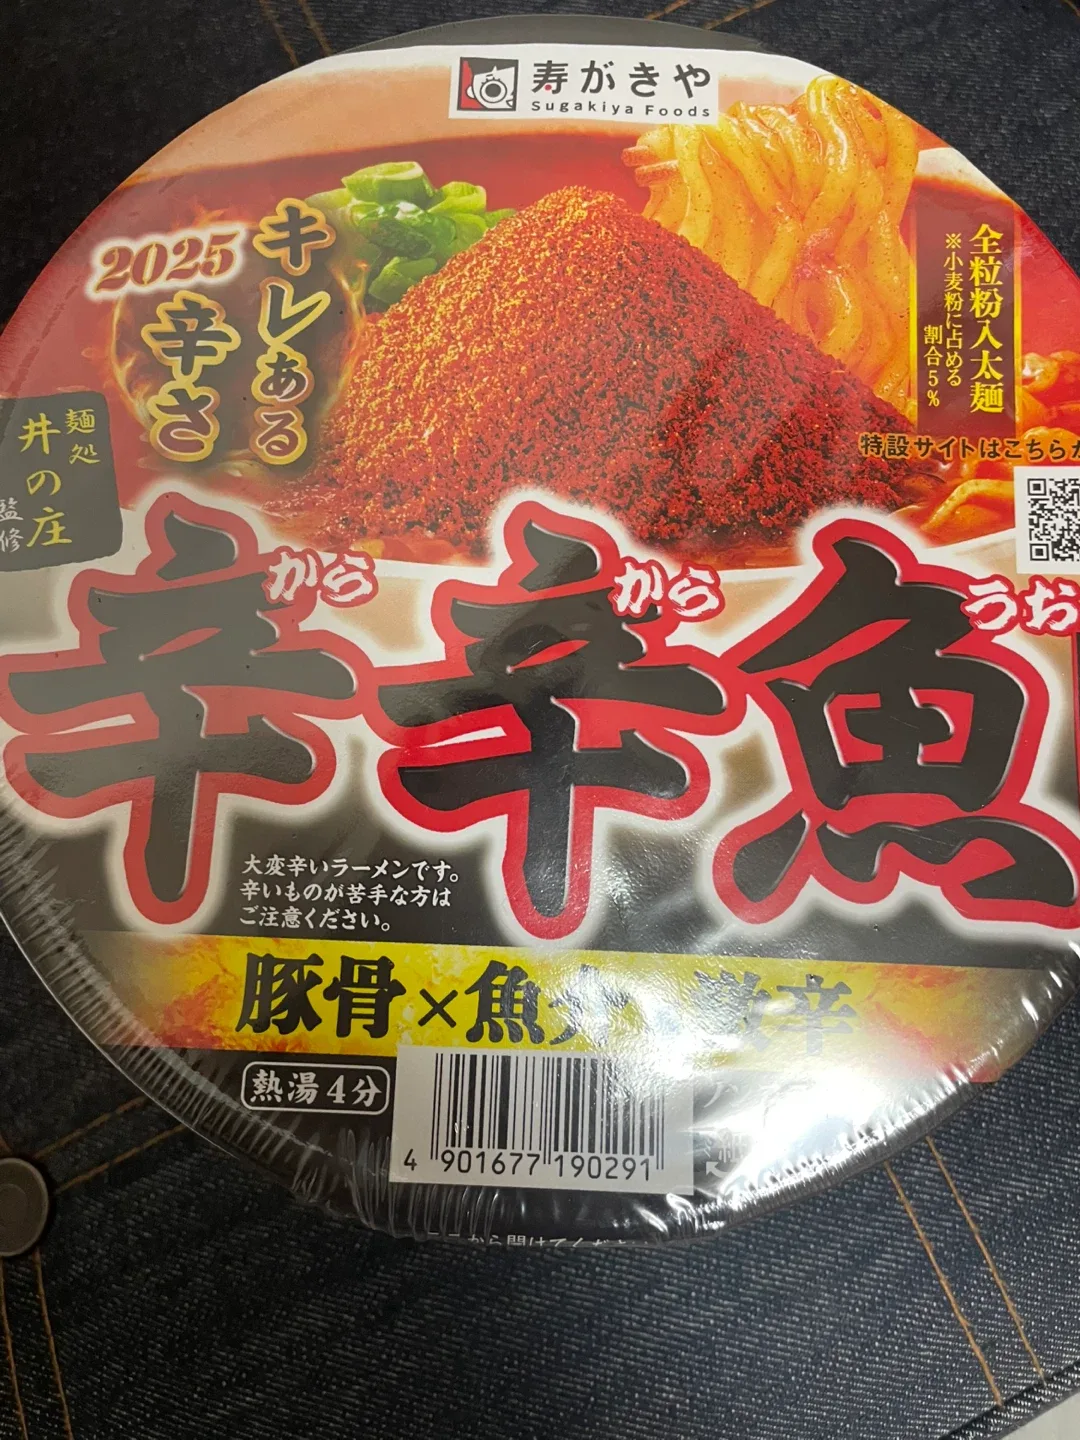 寿がきや
Sugakiya Foods
2025
キレある
辛さ
全粒粉入太麺
※小麦粉に占める
割合5%
特設サイトはこちらか
麺処
井の庄
監修
辛辛魚
から
から
うお
大変辛いラーメンです。
辛いものが苦手な方は
ご注意ください。
豚骨×魚介 激辛
熱湯4分
4 901677 190291